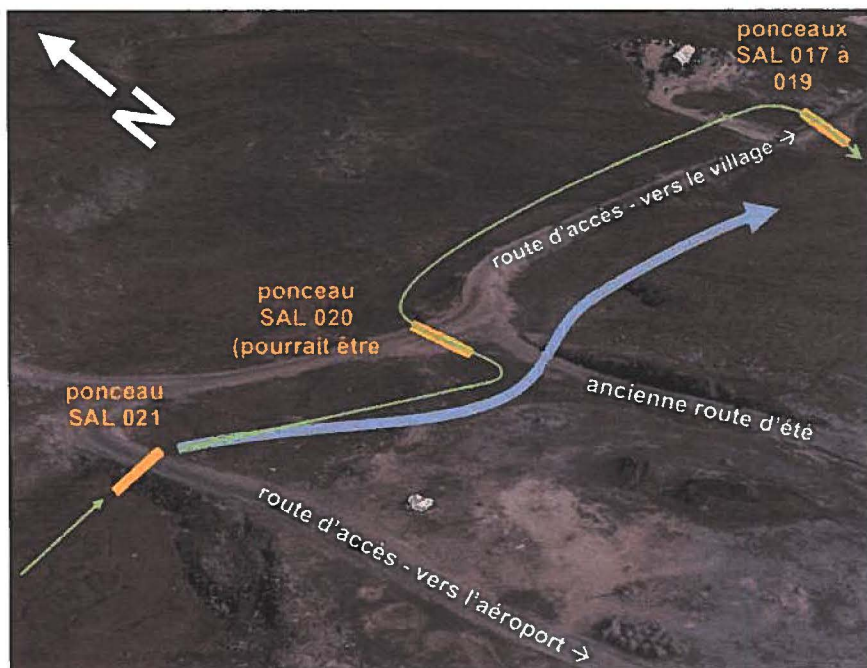 ponceaux
SAL 017 à
019
N
route d'accès - vers le village →
ponceau
SAL 020
(pourrait être
ancienne route d'été
ponceau
SAL 021
route d'accès - vers l'aéroport →